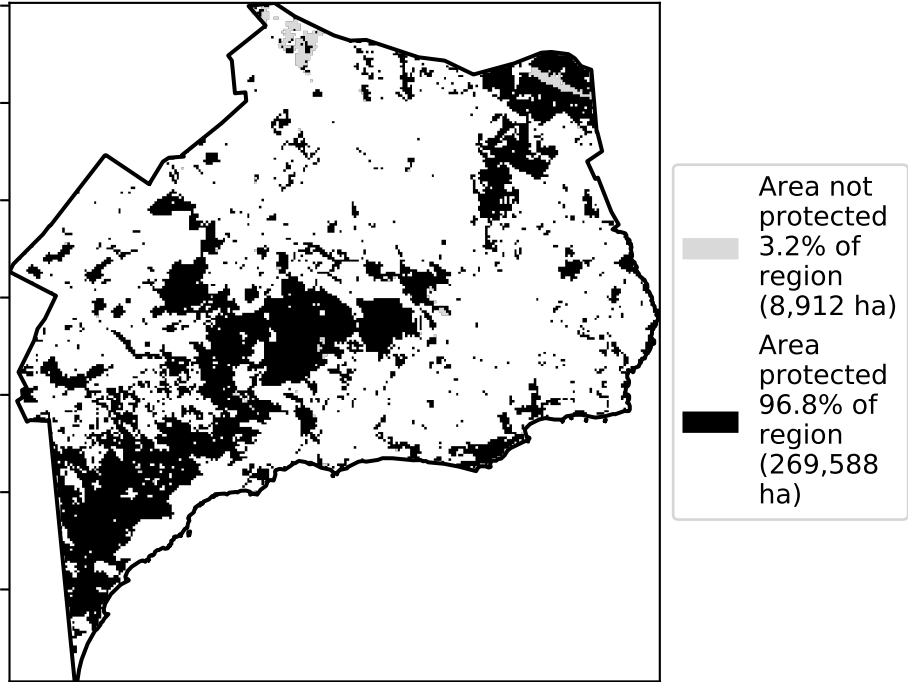 Area not
protected
3.2% of
region
(8,912 ha)
Area
protected
96.8% of
region
(269,588
ha)